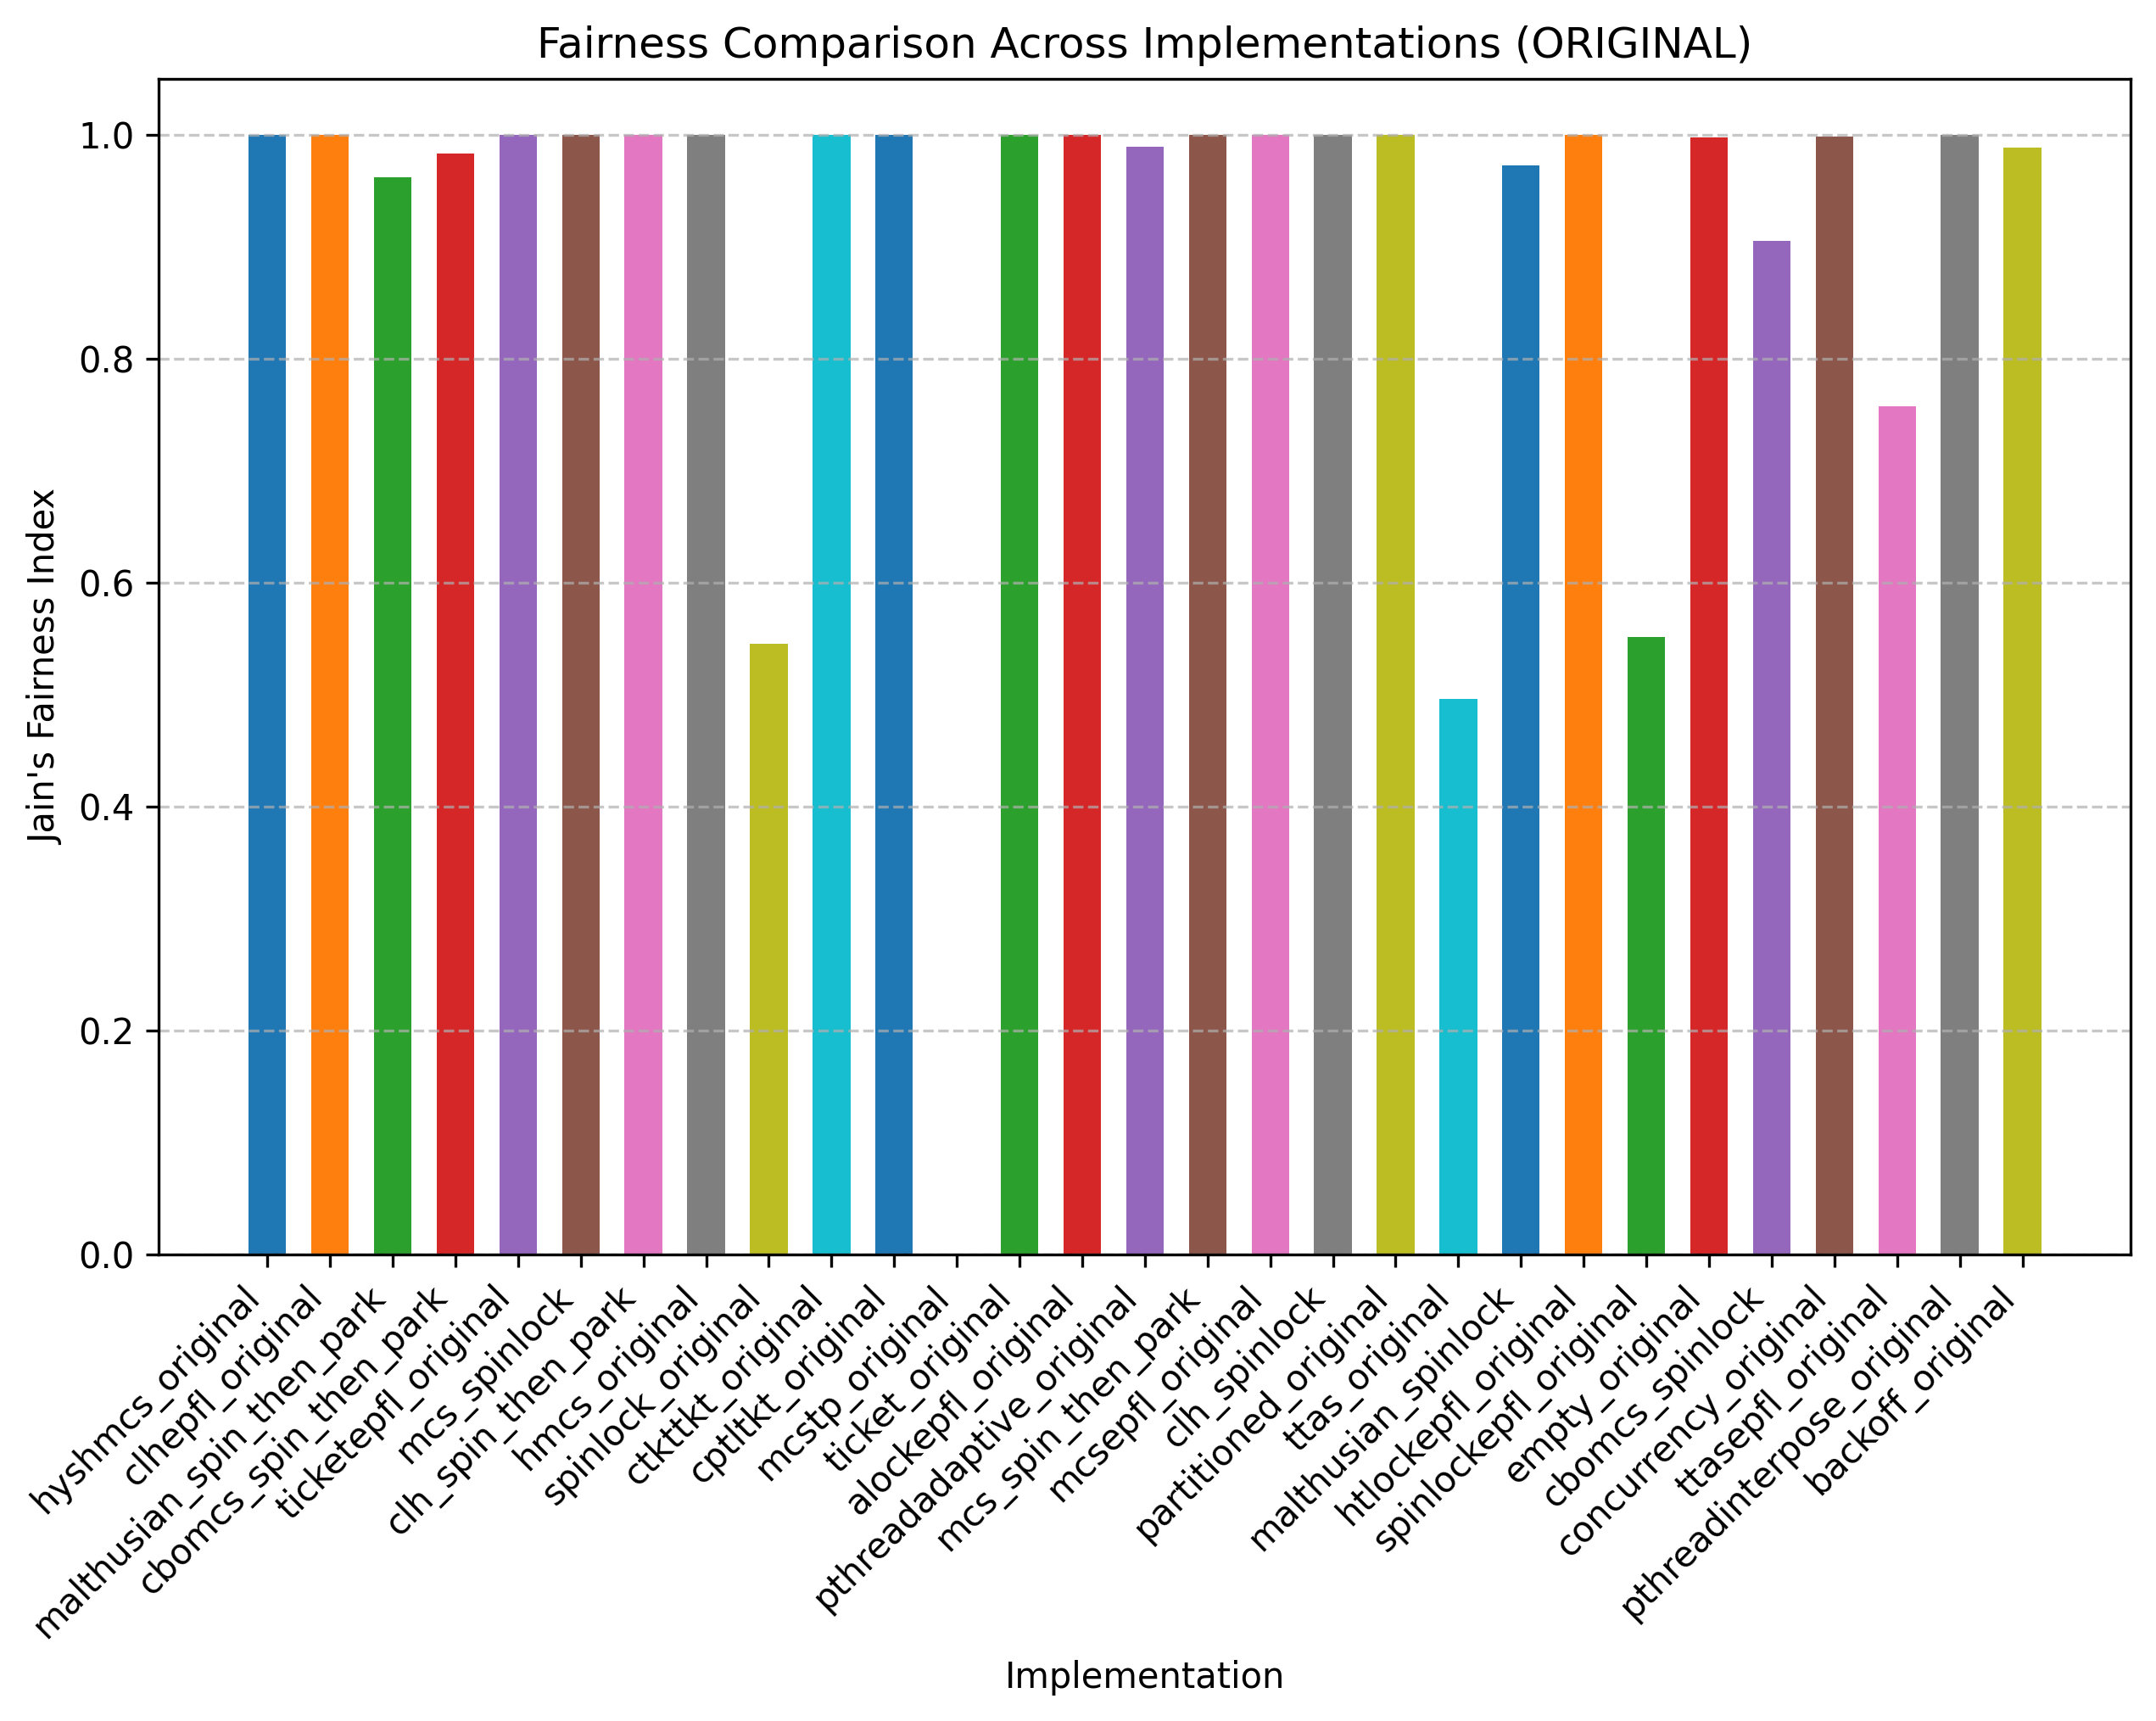 Fairness Comparison Across Implementations (ORIGINAL)
Jain's Fairness Index
1.0
0.8
0.6
0.4
0.2
0.0
hyshmcs_original
clhepfl_original
malthusian_spin_then_park
cbomcs_spin_then_park
ticketepfl_original
mcs_spinlock
clh_spin_then_park
hmcs_original
spinlock_original
ctkttkt_original
cptltkt_original
mcstp_original
ticket_original
alockepfl_original
pthreadadaptive_original
mcs_spin_then_park
mcsepfl_original
clh_spinlock
partitioned_original
ttas_original
malthusian_spinlock
htlockepfl_original
spinlockepfl_original
empty_original
cbomcs_spinlock
concurrency_original
ttasepfl_original
pthreadinterpose_original
backoff_original
Implementation